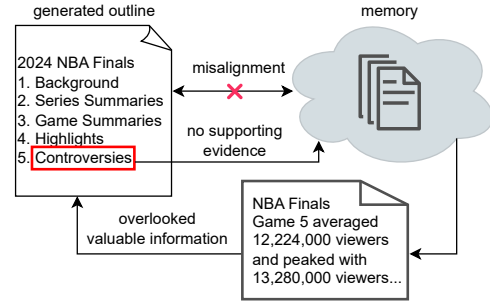 generated outline
memory
2024 NBA Finals
1. Background
2. Series Summaries
3. Game Summaries
4. Highlights
5. Controversies
misalignment
no supporting
evidence
overlooked
valuable information
NBA Finals
Game 5 averaged
12,224,000 viewers
and peaked with
13,280,000 viewers...